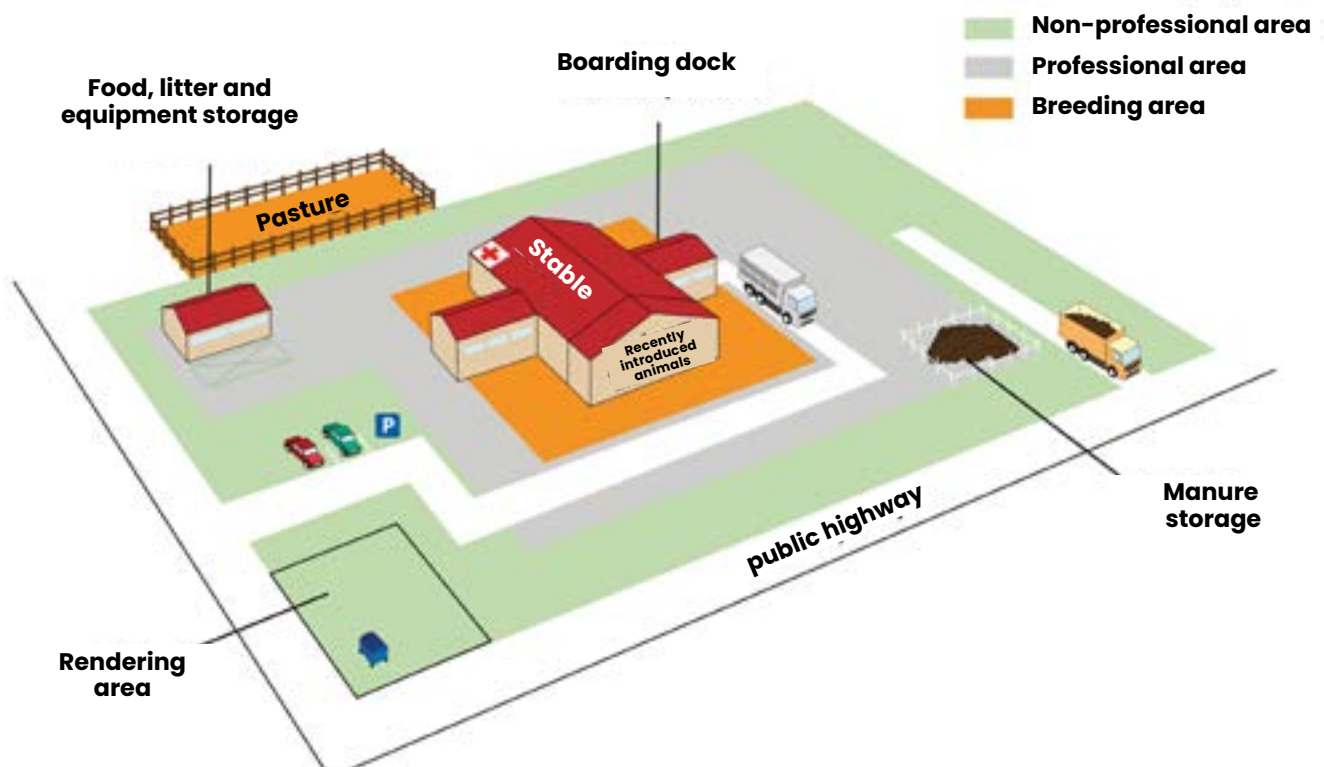 Non-professional area
Professional area
Breeding area
Boarding dock
Food, litter and
equipment storage
Pasture
Stable
Recently
introduced
animals
P
public highway
Manure
storage
Rendering
area